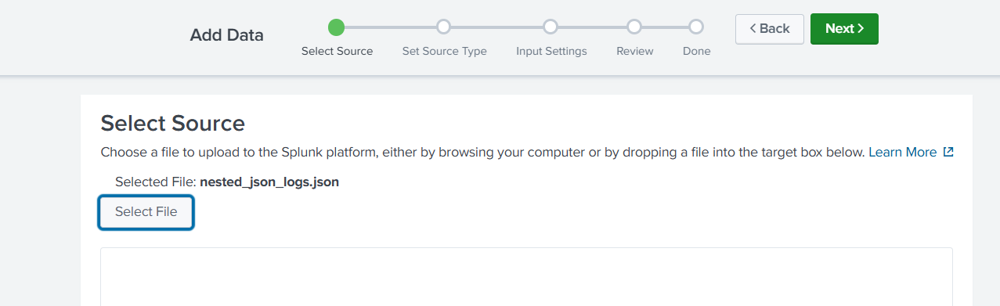 Add Data
Select Source
Set Source Type
Input Settings
Review
Done
< Back
Next >
Select Source
Choose a file to upload to the Splunk platform, either by browsing your computer or by dropping a file into the target box below. Learn More
Selected File: nested_json_logs.json
Select File